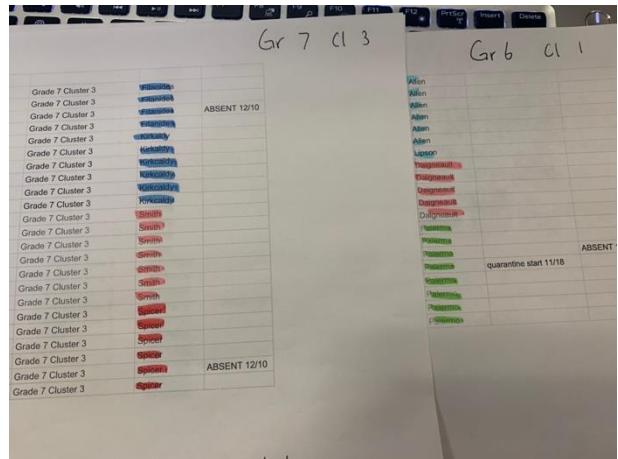 Gr 7 Cl 3
Grade 7 Cluster 3
Grade 7 Cluster 3
Grade 7 Cluster 3 ABSENT 12/10
Grade 7 Cluster 3
Grade 7 Cluster 3
Grade 7 Cluster 3
Grade 7 Cluster 3 Kirkcaldy
Grade 7 Cluster 3 Kirkcaldy
Grade 7 Cluster 3 Kirkcaldy
Grade 7 Cluster 3 Kirkcaldy
Grade 7 Cluster 3 Smith
Grade 7 Cluster 3 Smith
Grade 7 Cluster 3 Smith
Grade 7 Cluster 3 Smith
Grade 7 Cluster 3 Smith
Grade 7 Cluster 3 Smith
Grade 7 Cluster 3 Smith
Grade 7 Cluster 3 Spicer
Grade 7 Cluster 3 Spicer
Grade 7 Cluster 3 Spicer
Grade 7 Cluster 3 Spicer
Grade 7 Cluster 3 Spicer ABSENT 12/10
Grade 7 Cluster 3 Spicer
Gr 6 Cl 1
Allen
Allen
Allen
Allen
Allen
Allen
Lipson
Daigneault
Daigneault
Daigneault
Daigneault
Daigneault
Palermo
Palermo
Palermo ABSENT
Palermo quarantine start 11/18
Palermo
Palermo
Palermo
Palermo
F10
F11
F12
PrtScr
Insert
Delete